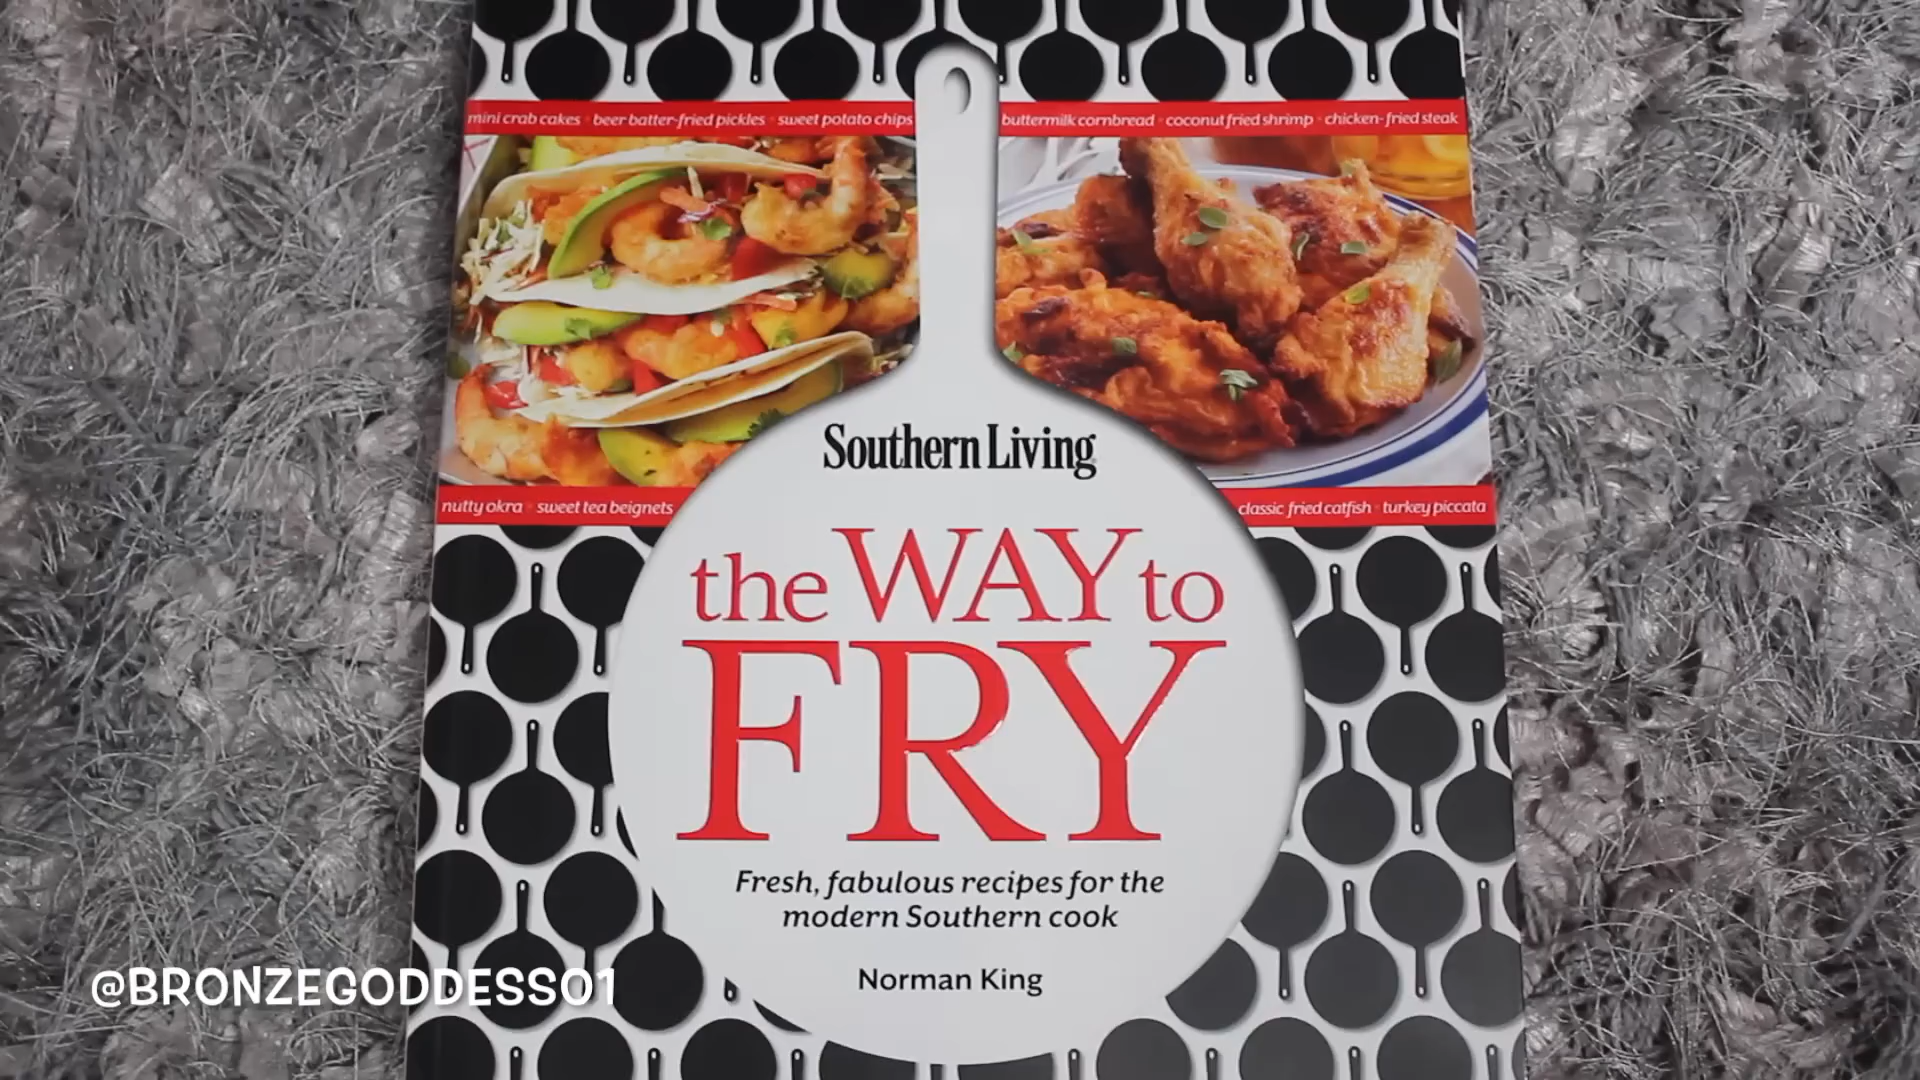 mini crab cakes · beer batter-fried pickles · sweet potato chips
buttermilk cornbread · coconut fried shrimp · chicken-fried steak
nutty okra · sweet tea beignets
classic fried catfish · turkey piccata
Southern Living
the WAY to
FRY
Fresh, fabulous recipes for the
modern Southern cook
Norman King
@BRONZEGODDESS01